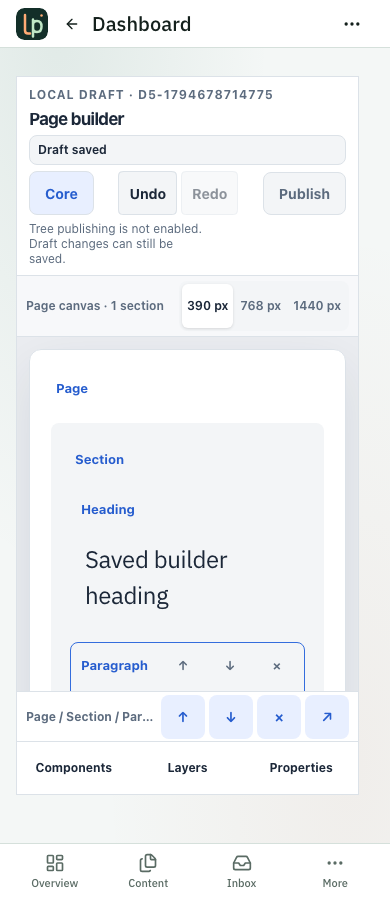 lp
Dashboard
LOCAL DRAFT · D5-1794678714775
Page builder
Draft saved
Core
Undo
Redo
Publish
Tree publishing is not enabled.
Draft changes can still be
saved.
Page canvas · 1 section
390 px
768 px
1440 px
Page
Section
Heading
Saved builder
heading
Paragraph
Page / Section / Par...
Components
Layers
Properties
Overview
Content
Inbox
More